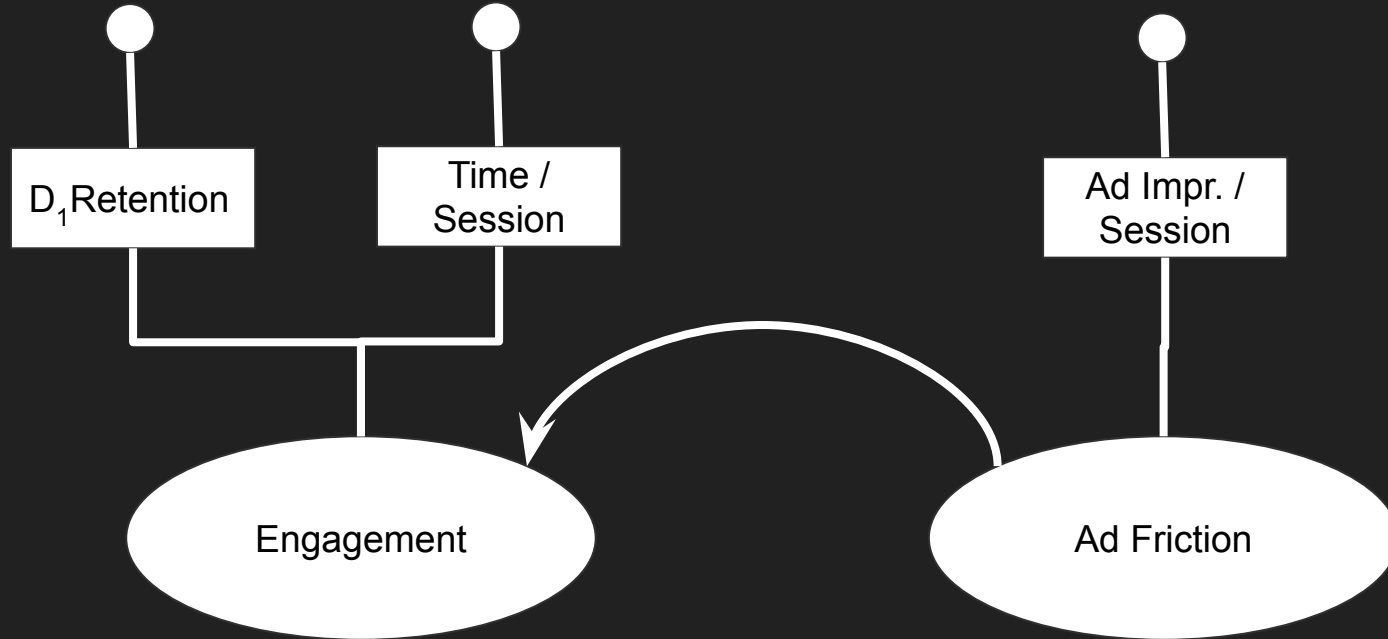 D₁Retention
Time /
Session
Ad Impr. /
Session
Engagement
Ad Friction